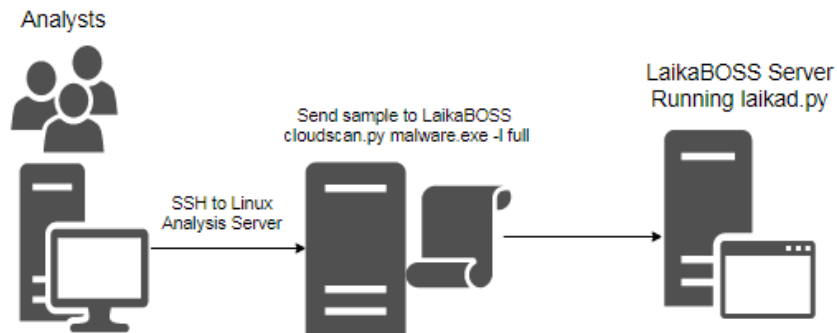 Analysts
SSH to Linux
Analysis Server
Send sample to LaikaBOSS
cloudscan.py malware.exe -l full
LaikaBOSS Server
Running laikad.py